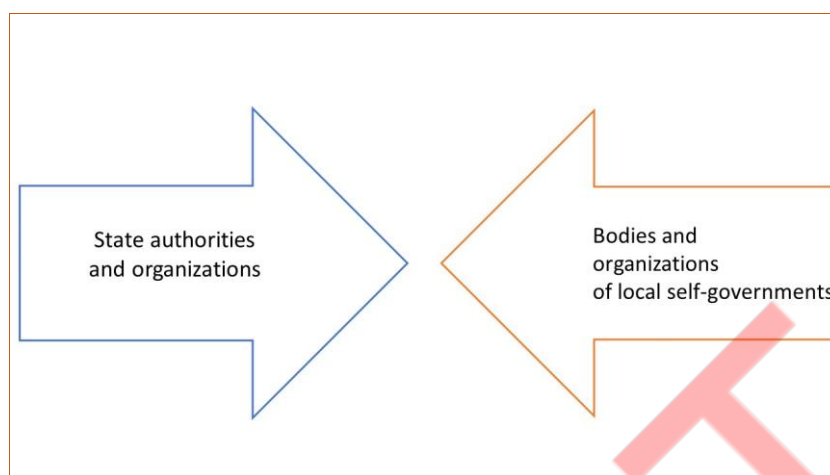 State authorities
and organizations
Bodies and
organizations
of local self-governments